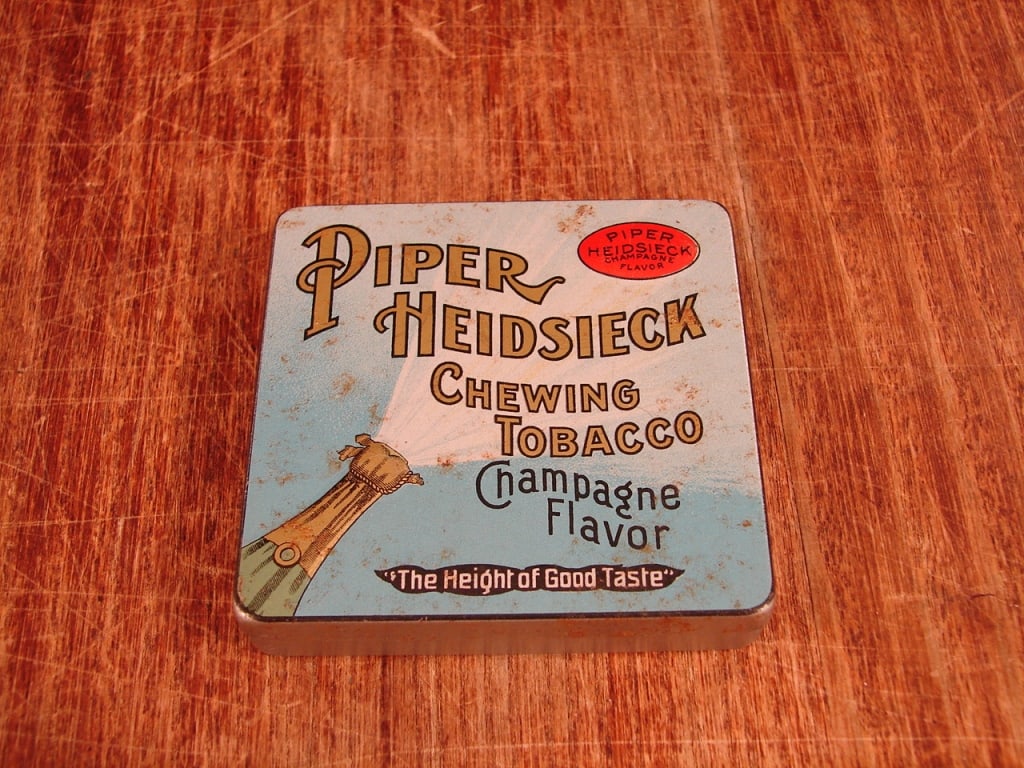 PIPER
HEIDSIECK
CHEWING
TOBACCO
Champagne
Flavor
"The Height of Good Taste"
PIPER
HEIDSIECK
CHAMPAGNE
FLAVOR